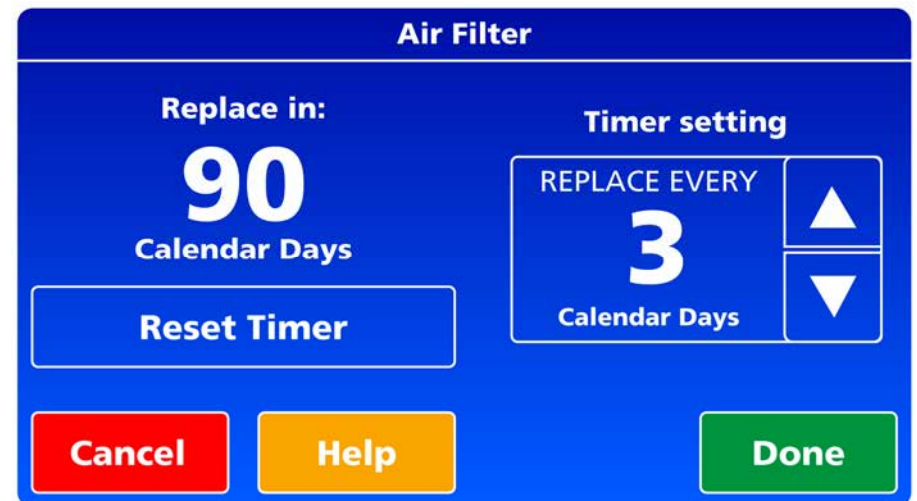 Air Filter
Replace in:
90
Calendar Days
Reset Timer
Timer setting
REPLACE EVERY
3
Calendar Days
Cancel
Help
Done